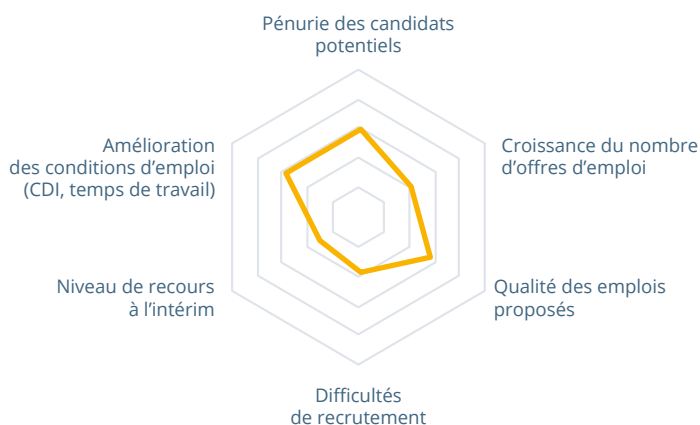 Pénurie des candidats
potentiels
Croissance du nombre
d'offres d'emploi
Qualité des emplois
proposés
Difficultés
de recrutement
Niveau de recours
à l'intérim
Amélioration
des conditions d'emploi
(CDI, temps de travail)